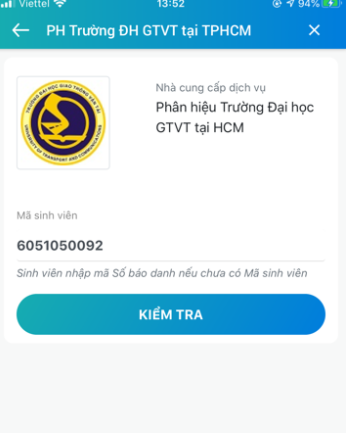 Viettel 13:52 94%
PH Trường ĐH GTVT tại TPHCM
Nhà cung cấp dịch vụ
Phân hiệu Trường Đại học
GTVT tại HCM
TRƯỜNG ĐẠI HỌC GIAO THÔNG VẬN TẢI
UNIVERSITY OF TRANSPORT AND COMMUNICATIONS
Mã sinh viên
6051050092
Sinh viên nhập mã Số báo danh nếu chưa có Mã sinh viên
KIỂM TRA